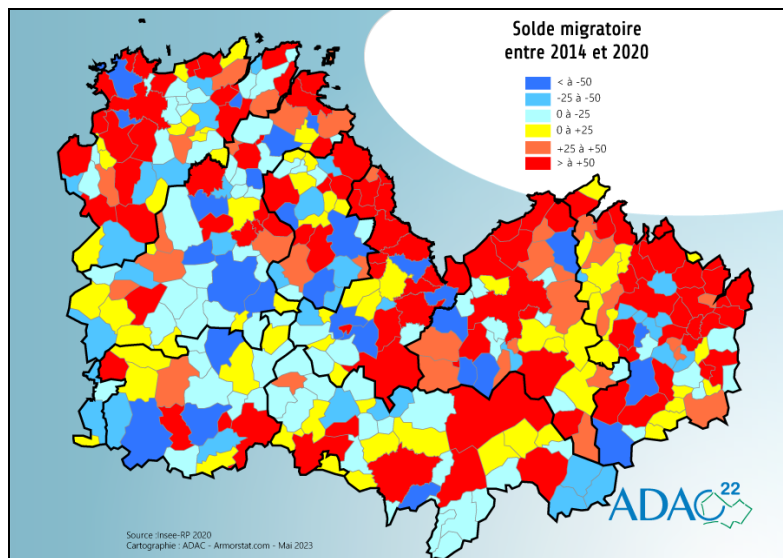 Solde migratoire
entre 2014 et 2020
< à -50
-25 à -50
0 à -25
0 à +25
+25 à +50
> à +50
ADAC 22
Source :Insee-RP 2020
Cartographie : ADAC - Armorstat.com - Mai 2023